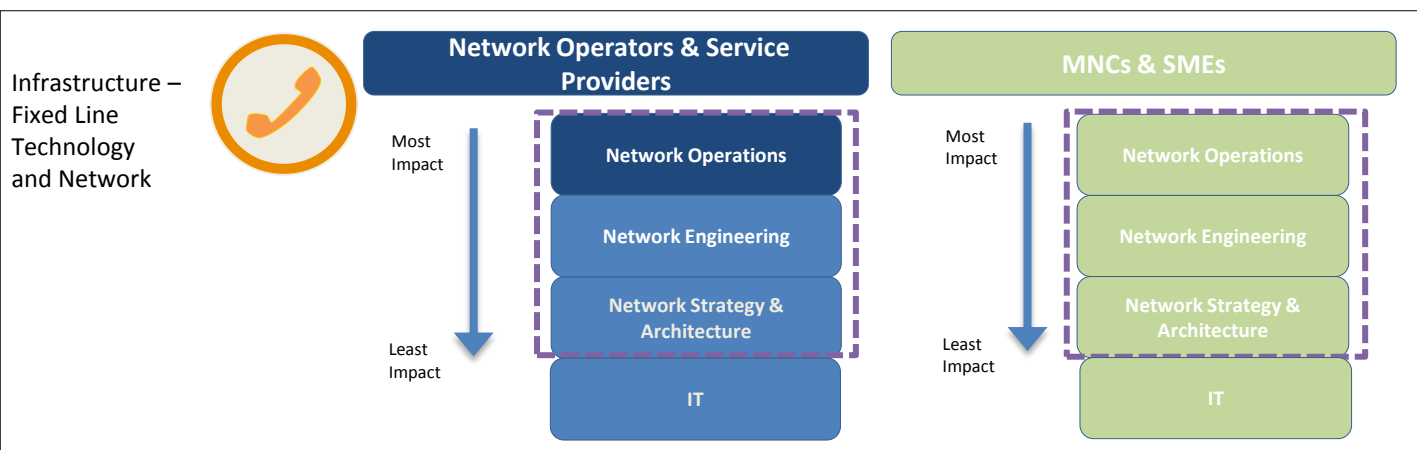 Infrastructure –
Fixed Line
Technology
and Network
Network Operators & Service
Providers
Most
Impact
Network Operations
Network Engineering
Network Strategy &
Architecture
Least
Impact
IT
MNCs & SMEs
Most
Impact
Network Operations
Network Engineering
Network Strategy &
Architecture
Least
Impact
IT